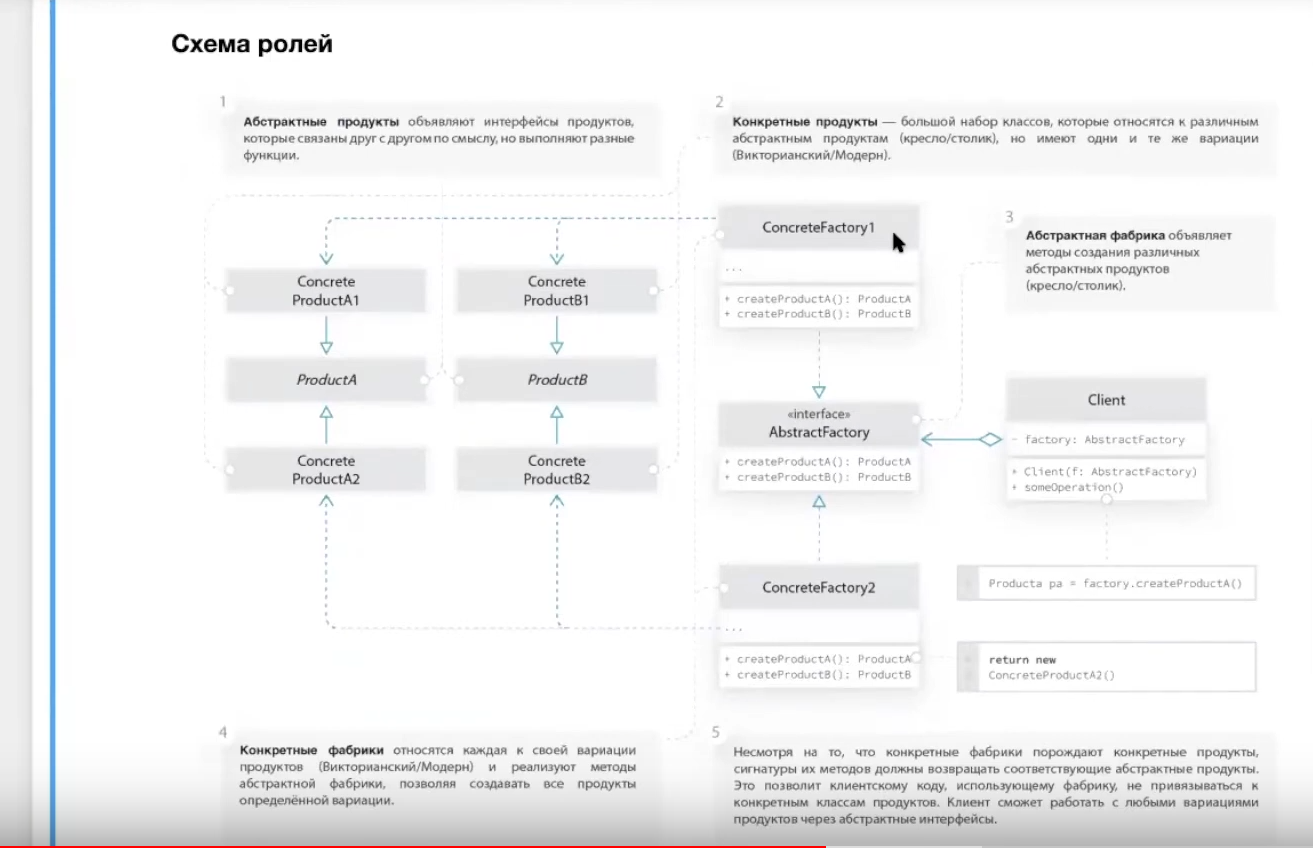 Схема ролей
1
Абстрактные продукты объявляют интерфейсы продуктов,
которые связаны друг с другом по смыслу, но выполняют разные
функции.
2
Конкретные продукты — большой набор классов, которые относятся к различным
абстрактным продуктам (кресло/столик), но имеют одни и те же вариации
(Викторианский/Модерн).
ConcreteFactory1
...
+ createProductA(): ProductA
+ createProductB(): ProductB
3
Абстрактная фабрика объявляет
методы создания различных
абстрактных продуктов
(кресло/столик).
Concrete
ProductA1
Concrete
ProductB1
ProductA
ProductB
Concrete
ProductA2
Concrete
ProductB2
«interface»
AbstractFactory
+ createProductA(): ProductA
+ createProductB(): ProductB
Client
- factory: AbstractFactory
+ Client(f: AbstractFactory)
+ someOperation()
ConcreteFactory2
...
+ createProductA(): ProductA
+ createProductB(): ProductB
Producta pa = factory.createProductA()
return new
ConcreteProductA2()
4
Конкретные фабрики относятся каждая к своей вариации
продуктов (Викторианский/Модерн) и реализуют методы
абстрактной фабрики, позволяя создавать все продукты
определённой вариации.
5
Несмотря на то, что конкретные фабрики порождают конкретные продукты,
сигнатуры их методов должны возвращать соответствующие абстрактные продукты.
Это позволит клиентскому коду, использующему фабрику, не привязываться к
конкретным классам продуктов. Клиент сможет работать с любыми вариациями
продуктов через абстрактные интерфейсы.